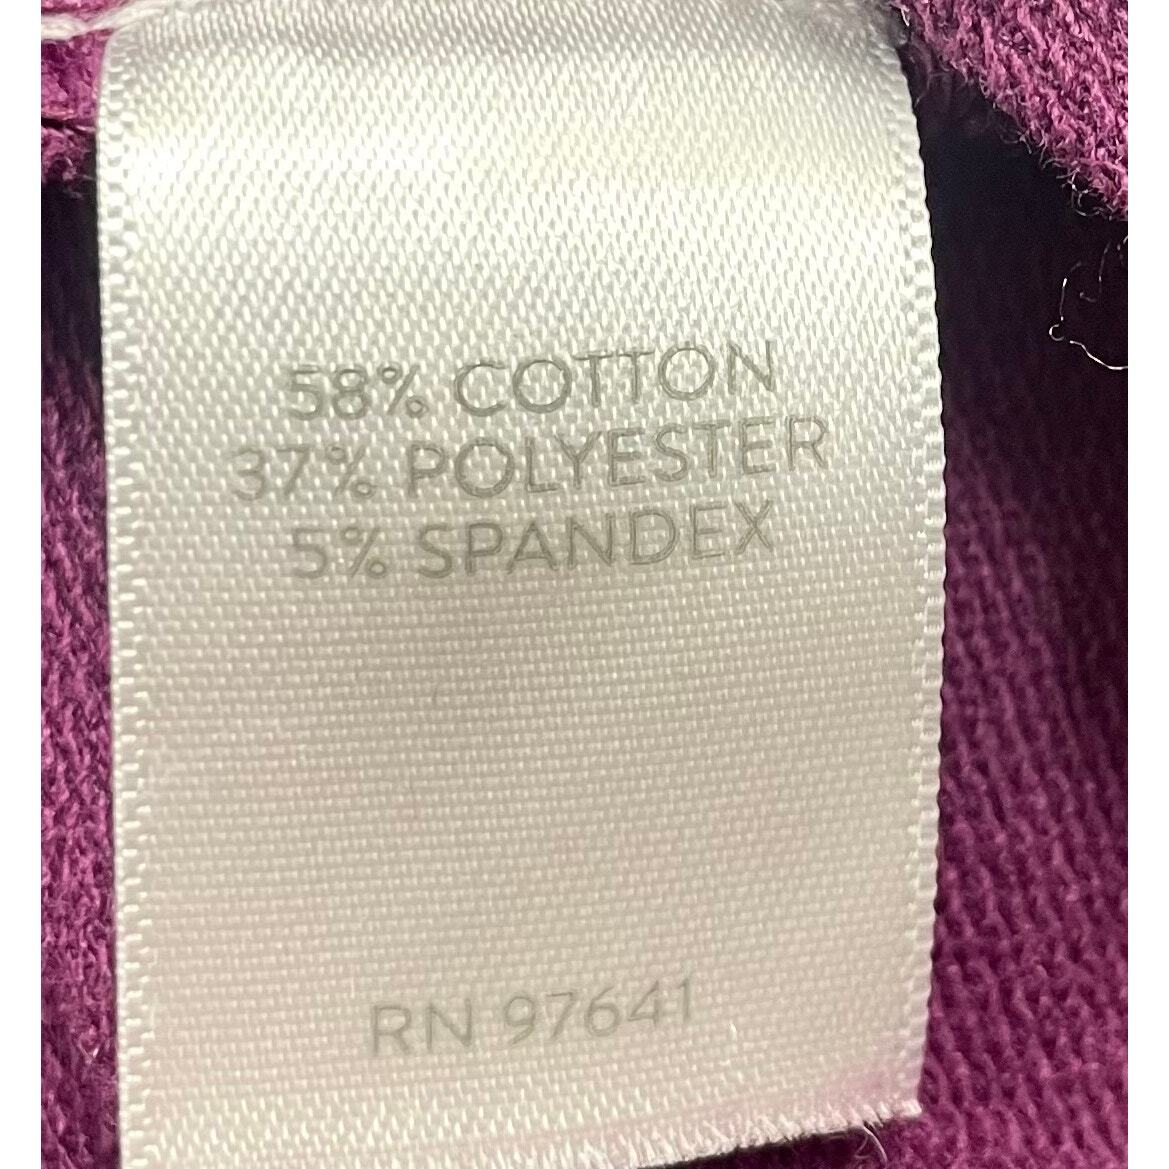 58% COTTON
37% POLYESTER
5% SPANDEX
RN 97641